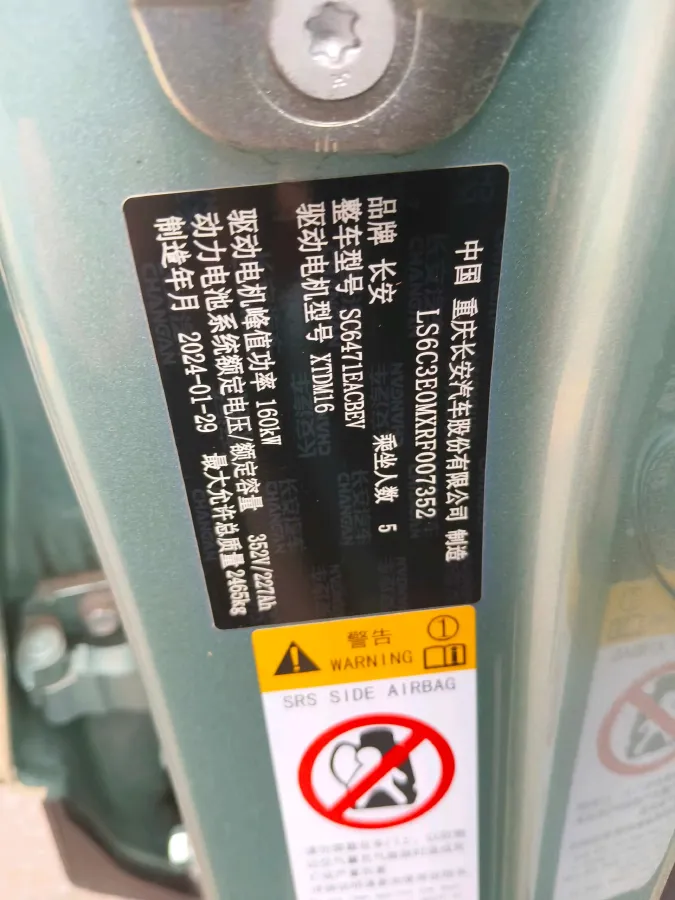 中国 重庆长安汽车股份有限公司 制造
LS6C3E0MXRF007352
品牌 长安 乘坐人数 5
整车型号 SC6471EACBEV
驱动电机型号 XTDM16
驱动电机峰值功率 160kW
动力电池系统额定电压/额定容量 352V/227Ah
制造年月 2024-01-29 最大允许总质量 2465kg
警告 ①
WARNING
SRS SIDE AIRBAG